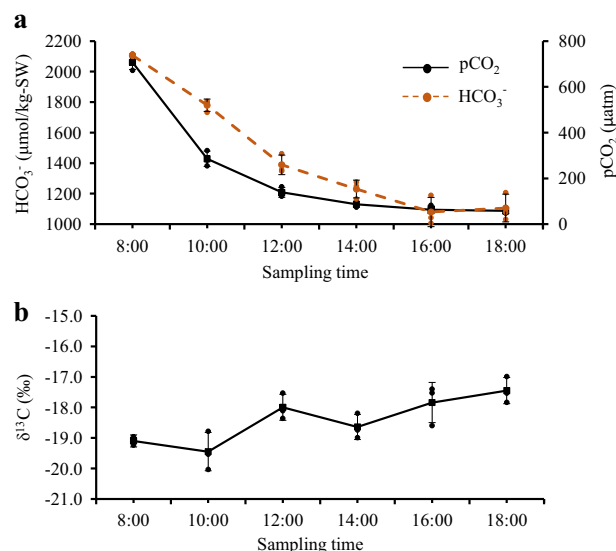 a
2200
2000
1800
1600
1400
1200
1000
HCO₃⁻ (μmol/kg-SW)
800
600
400
200
0
pCO₂ (μatm)
pCO₂
HCO₃⁻
8:00 10:00 12:00 14:00 16:00 18:00
Sampling time
b
-15.0
-16.0
-17.0
-18.0
-19.0
-20.0
-21.0
δ¹³C (‰)
8:00 10:00 12:00 14:00 16:00 18:00
Sampling time